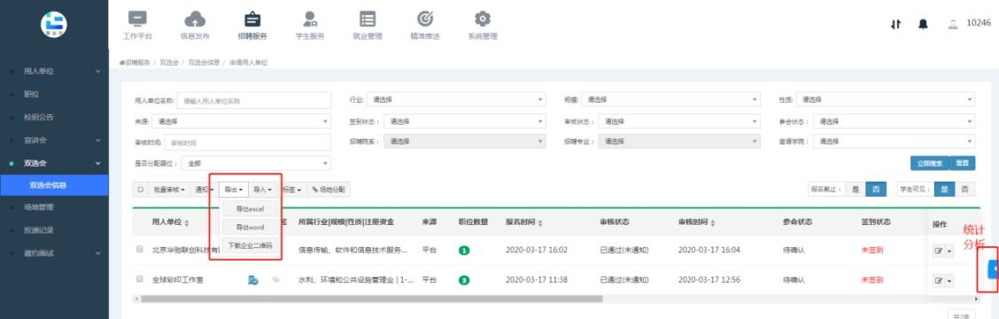 就业宝
工作平台 信息发布 招聘服务 学生服务 就业管理 精准推送 系统管理 10246
招聘服务 / 双选会 / 双选会信息 / 申请用人单位
用人单位
职位
校招公告
宣讲会
双选会
双选会信息
场地管理
投递记录
邀约面试
用人单位名称: 请输入用人单位名称 行业: 请选择 规模: 请选择 性质: 请选择
来源: 请选择 签到状态: 请选择 审核状态: 请选择 参会状态: 请选择
审核时间: 审核时间 招聘院系: 请选择 招聘专业: 请选择 邀请学院: 请选择
是否分配展位: 全部
立即搜索 重置
批量审核 通知 导出 导入 标签 场地分配 报名截止: 是 否 学生可见: 是 否
导出excel
导出word
下载企业二维码
用人单位 签 所属行业|规模|性质|注册资金 来源 职位数量 报名时间 审核状态 审核时间 参会状态 签到状态 操作
北京华驰联创科技有 信息传输、软件和信息技术服务... 平台 1 2020-03-17 16:02 已通过(未通知) 2020-03-17 16:04 待确认 未签到
全球彩印工作室 水利、环境和公共设施管理业 | 1-... 平台 3 2020-03-17 11:38 已通过(未通知) 2020-03-17 12:56 待确认 未签到
统计
分析
共2条